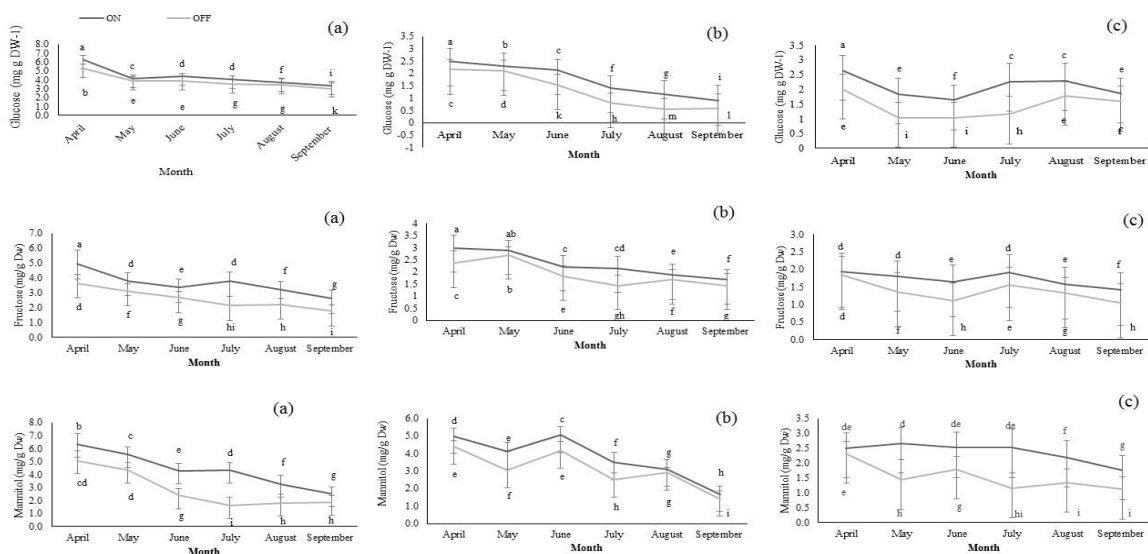 ON OFF
(a)
Glucose (mg g DW-1)
8.0
7.0
6.0
5.0
4.0
3.0
2.0
1.0
0.0
a c e g f i
b e e g g k
April May June July August September
Month
(b)
Glucose (mg g DW-1)
3.5
3
2.5
2
1.5
1
0.5
0
-0.5
-1
a b c f g i
c d k h m l
April May June July August September
Month
(c)
Glucose (mg g DW-1)
3.5
3
2.5
2
1.5
1
0.5
0
a e f c c e
e i i h e f
April May June July August September
Month
(a)
Fructose (mg/g Dw)
7.0
6.0
5.0
4.0
3.0
2.0
1.0
0.0
a d e d f g
d f g hi h i
April May June July August September
Month
(b)
Fructose (mg/g Dw)
4
3.5
3
2.5
2
1.5
1
0.5
0
a ab c cd e g
c b e gh f g
April May June July August September
Month
(c)
Fructose (mg/g Dw)
3.0
2.5
2.0
1.5
1.0
0.5
0.0
d d e d f f
d f h e g h
April May June July August September
Month
(a)
Mannitol (mg/g Dw)
8.0
7.0
6.0
5.0
4.0
3.0
2.0
1.0
0.0
b c e d f g
cd d g i h h
April May June July August September
Month
(b)
Mannitol (mg/g Dw)
6.0
5.0
4.0
3.0
2.0
1.0
0.0
d e c f g h
e f e h g i
April May June July August September
Month
(c)
Mannitol (mg/g Dw)
3.5
3.0
2.5
2.0
1.5
1.0
0.5
0.0
de d de de f g
e h g hi i i
April May June July August September
Month